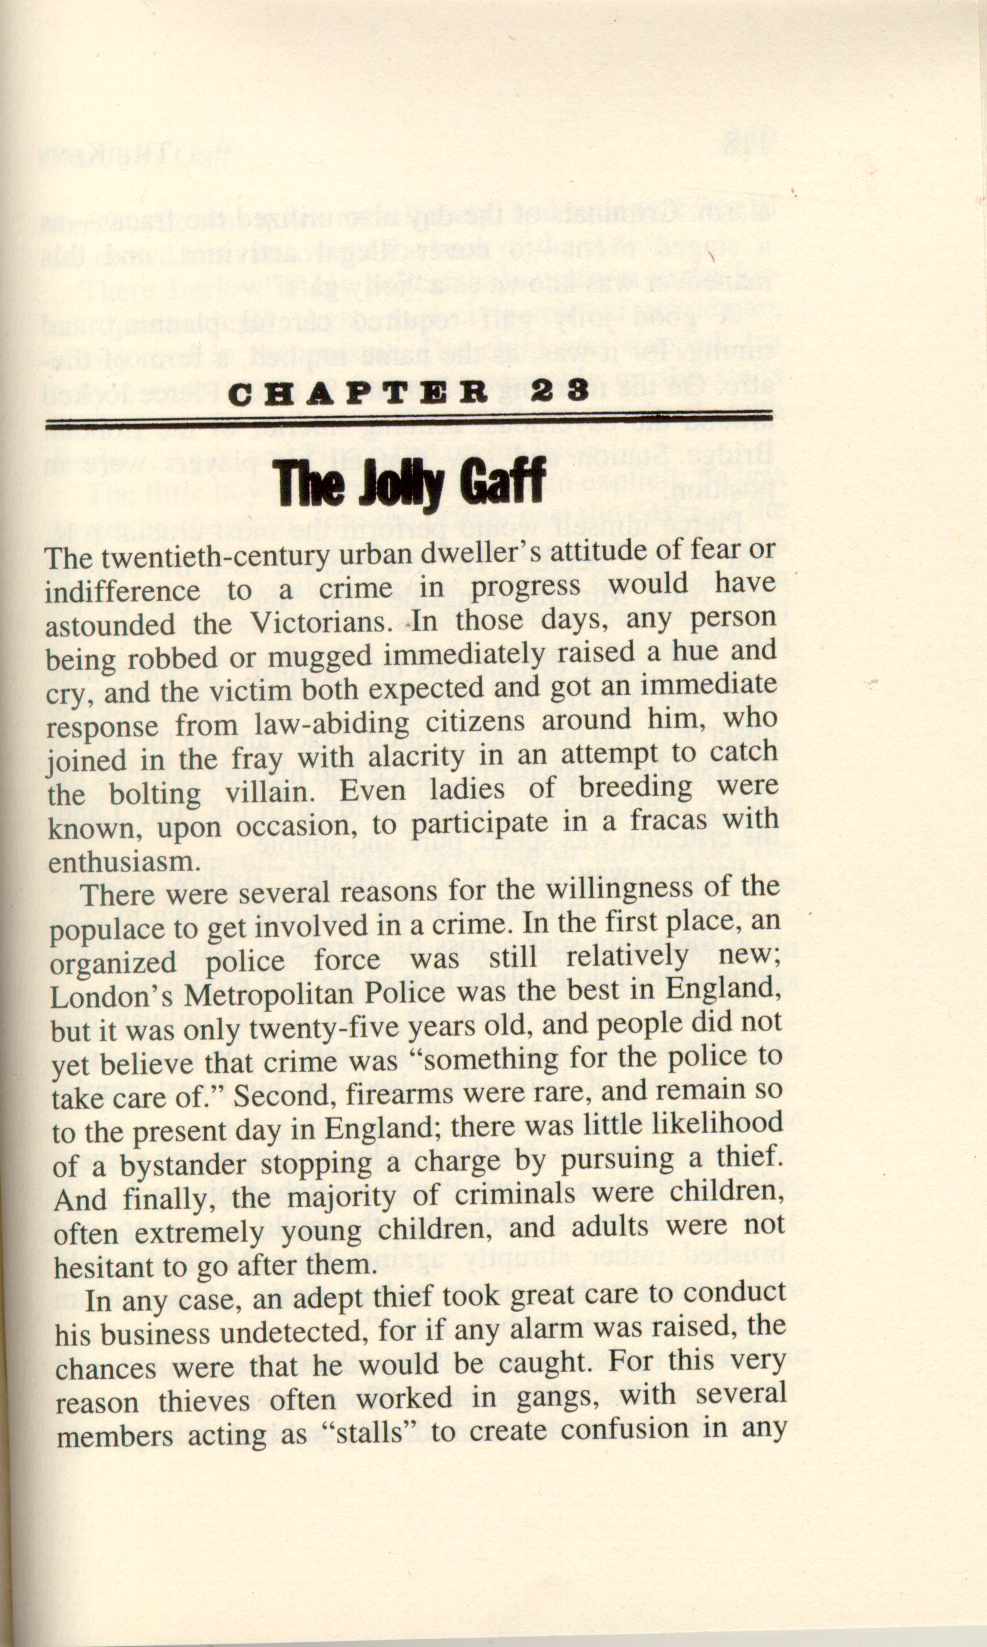 CHAPTER 23
The Jolly Gaff
The twentieth-century urban dweller's attitude of fear or
indifference to a crime in progress would have
astounded the Victorians. In those days, any person
being robbed or mugged immediately raised a hue and
cry, and the victim both expected and got an immediate
response from law-abiding citizens around him, who
joined in the fray with alacrity in an attempt to catch
the bolting villain. Even ladies of breeding were
known, upon occasion, to participate in a fracas with
enthusiasm.
There were several reasons for the willingness of the
populace to get involved in a crime. In the first place, an
organized police force was still relatively new;
London's Metropolitan Police was the best in England,
but it was only twenty-five years old, and people did not
yet believe that crime was “something for the police to
take care of.” Second, firearms were rare, and remain so
to the present day in England; there was little likelihood
of a bystander stopping a charge by pursuing a thief.
And finally, the majority of criminals were children,
often extremely young children, and adults were not
hesitant to go after them.
In any case, an adept thief took great care to conduct
his business undetected, for if any alarm was raised, the
chances were that he would be caught. For this very
reason thieves often worked in gangs, with several
members acting as “stalls” to create confusion in any